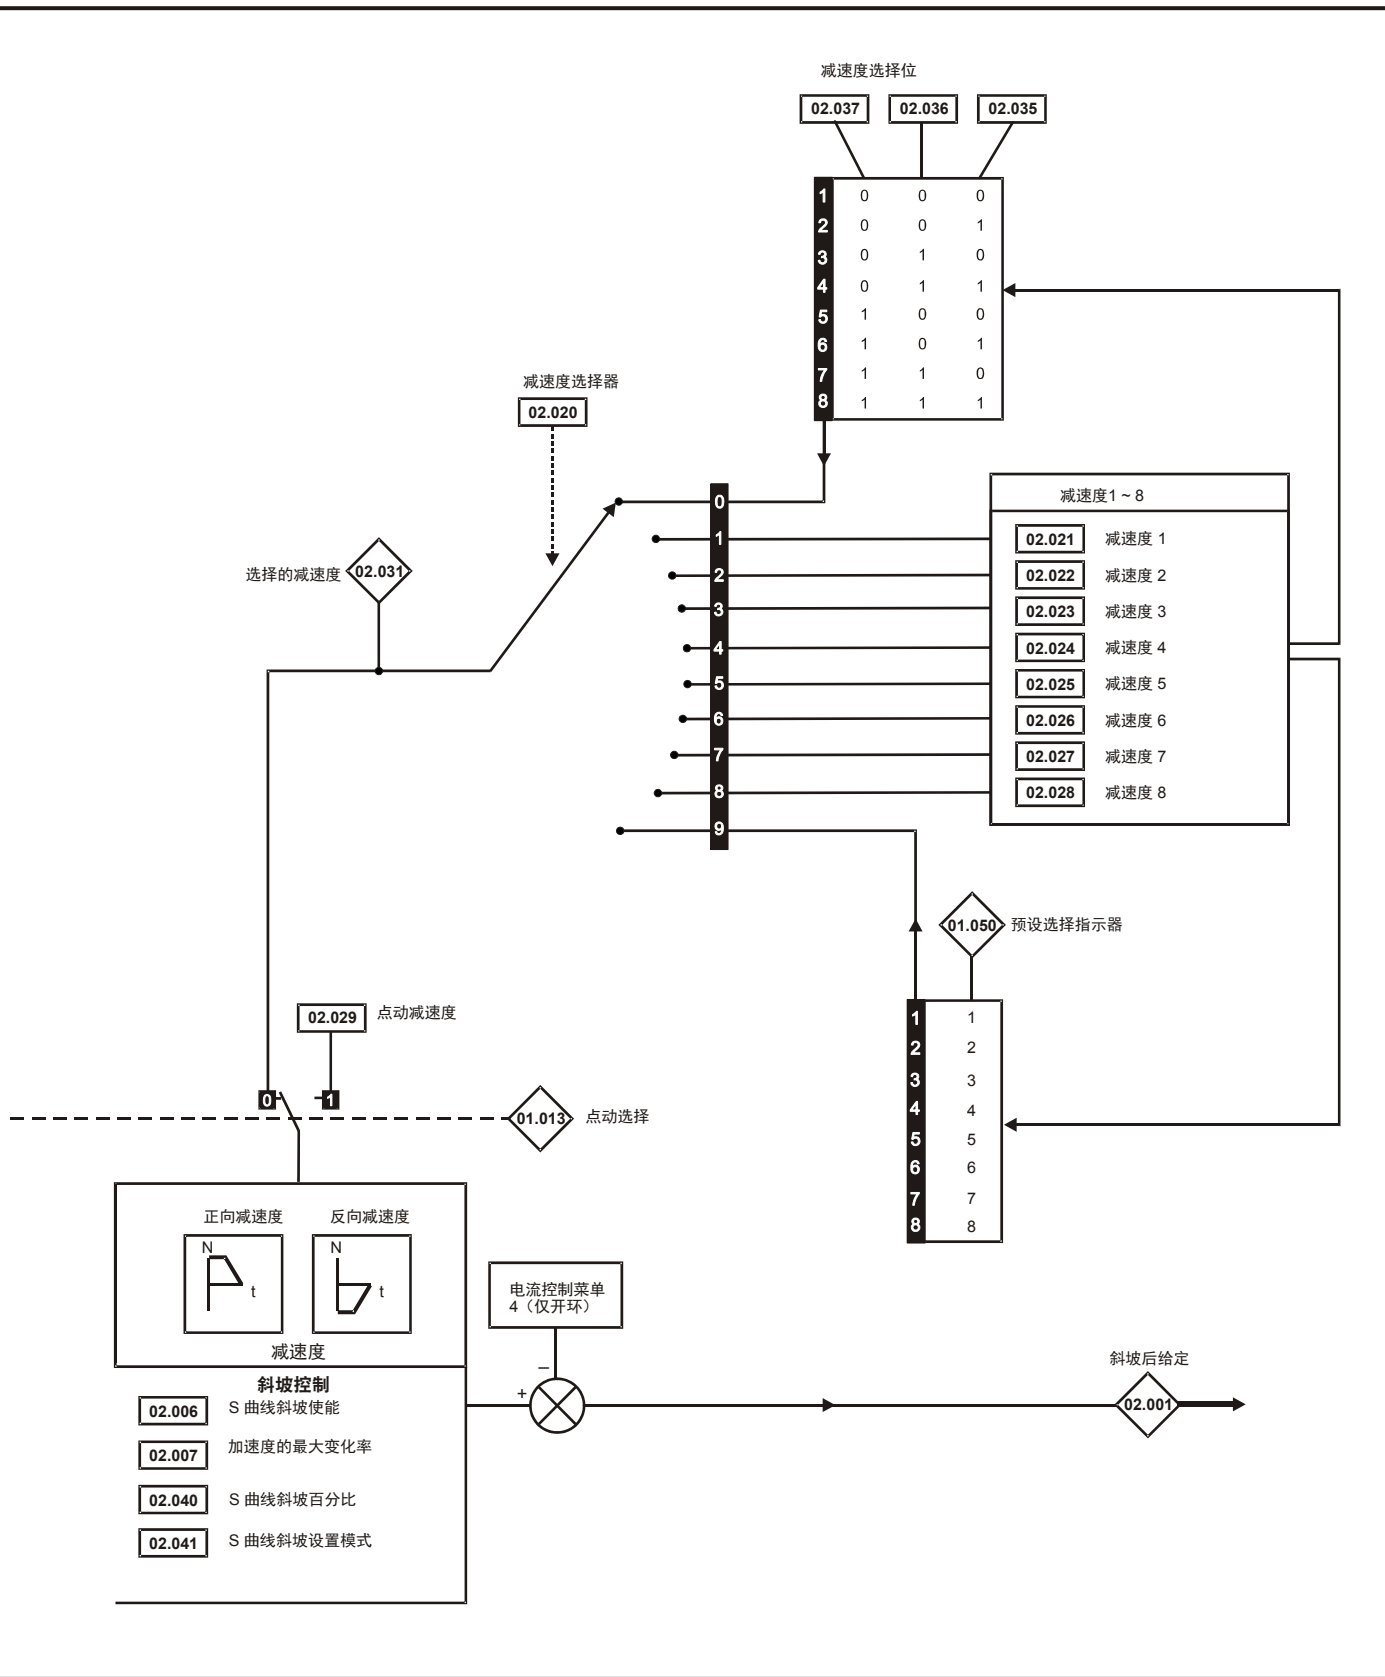 减速度选择位
02.037 02.036 02.035
1 0 0 0
2 0 0 1
3 0 1 0
4 0 1 1
5 1 0 0
6 1 0 1
7 1 1 0
8 1 1 1
减速度选择器
02.020
选择的减速度 02.031
0
1
2
3
4
5
6
7
8
9
减速度1 ~ 8
02.021 减速度 1
02.022 减速度 2
02.023 减速度 3
02.024 减速度 4
02.025 减速度 5
02.026 减速度 6
02.027 减速度 7
02.028 减速度 8
01.050 预设选择指示器
1 1
2 2
3 3
4 4
5 5
6 6
7 7
8 8
02.029 点动减速度
0 1
01.013 点动选择
正向减速度 反向减速度
N t N t
减速度
斜坡控制
02.006 S 曲线斜坡使能
02.007 加速度的最大变化率
02.040 S 曲线斜坡百分比
02.041 S 曲线斜坡设置模式
电流控制菜单
4（仅开环）
–
+
斜坡后给定
02.001